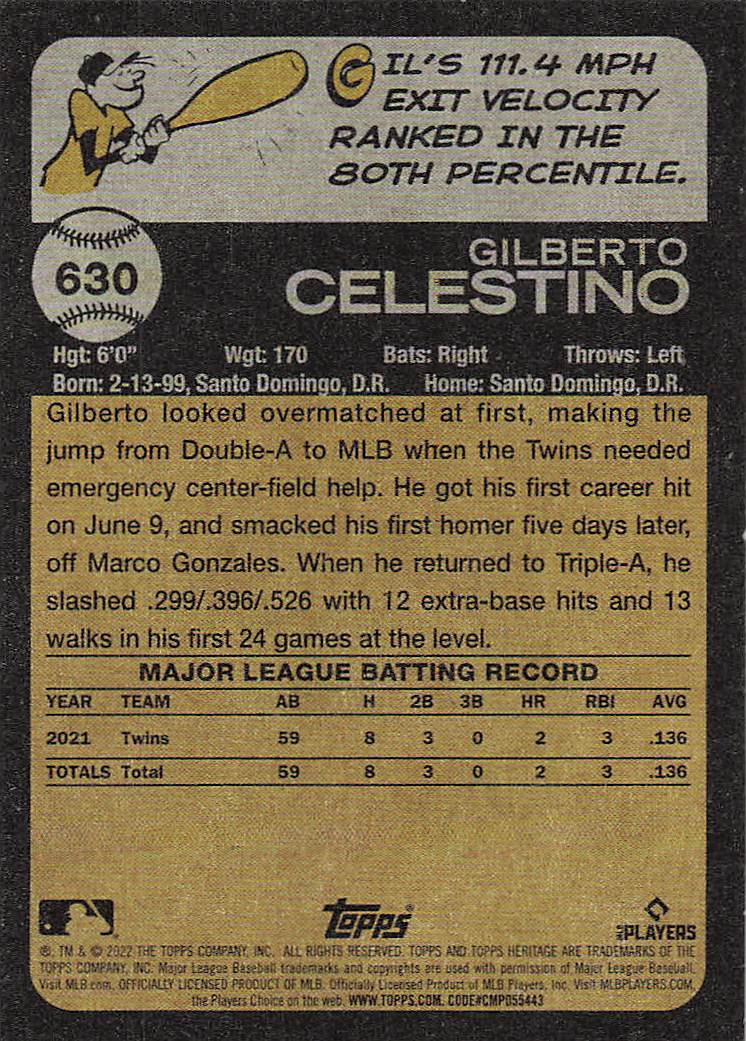 GIL'S 111.4 MPH
EXIT VELOCITY
RANKED IN THE
80TH PERCENTILE.
630
GILBERTO
CELESTINO
Hgt: 6'0" Wgt: 170 Bats: Right Throws: Left
Born: 2-13-99, Santo Domingo, D.R. Home: Santo Domingo, D.R.
Gilberto looked overmatched at first, making the
jump from Double-A to MLB when the Twins needed
emergency center-field help. He got his first career hit
on June 9, and smacked his first homer five days later,
off Marco Gonzales. When he returned to Triple-A, he
slashed .299/.396/.526 with 12 extra-base hits and 13
walks in his first 24 games at the level.
MAJOR LEAGUE BATTING RECORD
YEAR TEAM AB H 2B 3B HR RBI AVG
2021 Twins 59 8 3 0 2 3 .136
TOTALS Total 59 8 3 0 2 3 .136
Topps®
MLB PLAYERS
®, TM & © 2022 THE TOPPS COMPANY, INC. ALL RIGHTS RESERVED. TOPPS AND TOPPS HERITAGE ARE TRADEMARKS OF THE
TOPPS COMPANY, INC. Major League Baseball trademarks and copyrights are used with permission of Major League Baseball.
Visit MLB.com. OFFICIALLY LICENSED PRODUCT OF MLB. Officially Licensed Product of MLB Players, Inc. Visit MLBPLAYERS.COM,
the Players Choice on the web. WWW.TOPPS.COM. CODE#CMP055443